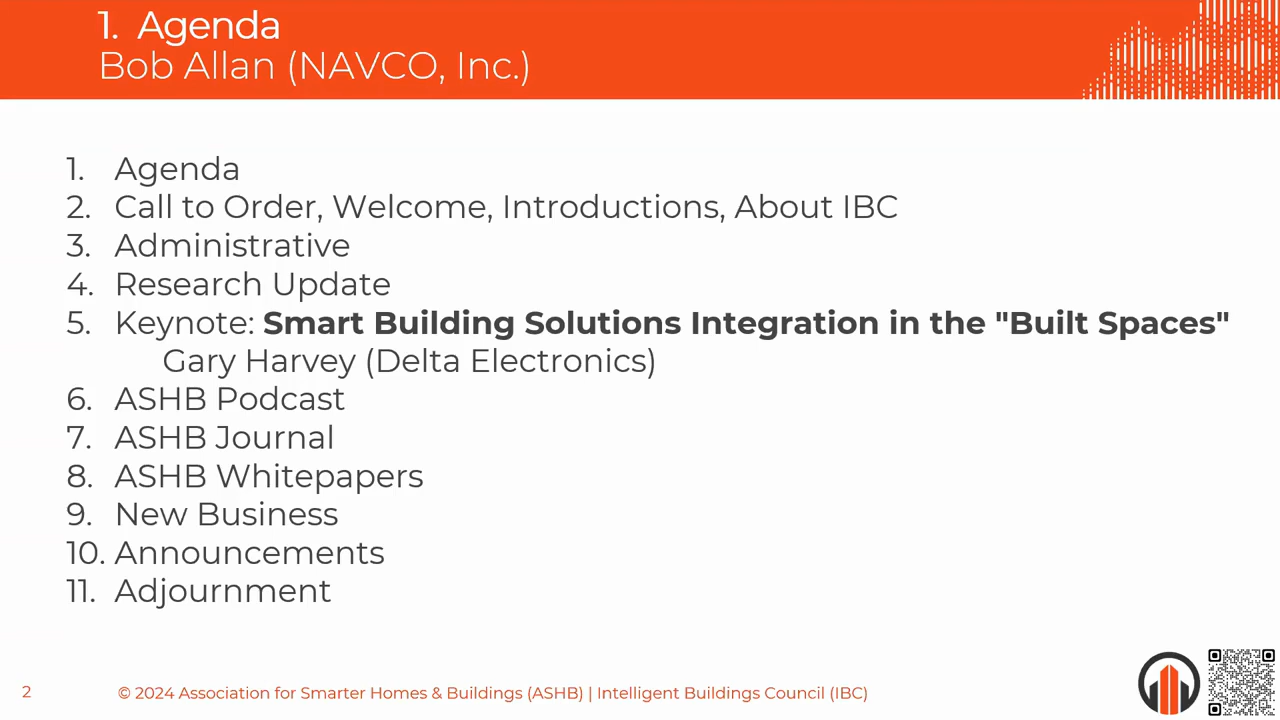 1. Agenda
Bob Allan (NAVCO, Inc.)
1. Agenda
2. Call to Order, Welcome, Introductions, About IBC
3. Administrative
4. Research Update
5. Keynote: Smart Building Solutions Integration in the "Built Spaces"
Gary Harvey (Delta Electronics)
6. ASHB Podcast
7. ASHB Journal
8. ASHB Whitepapers
9. New Business
10. Announcements
11. Adjournment
2
© 2024 Association for Smarter Homes & Buildings (ASHB) | Intelligent Buildings Council (IBC)